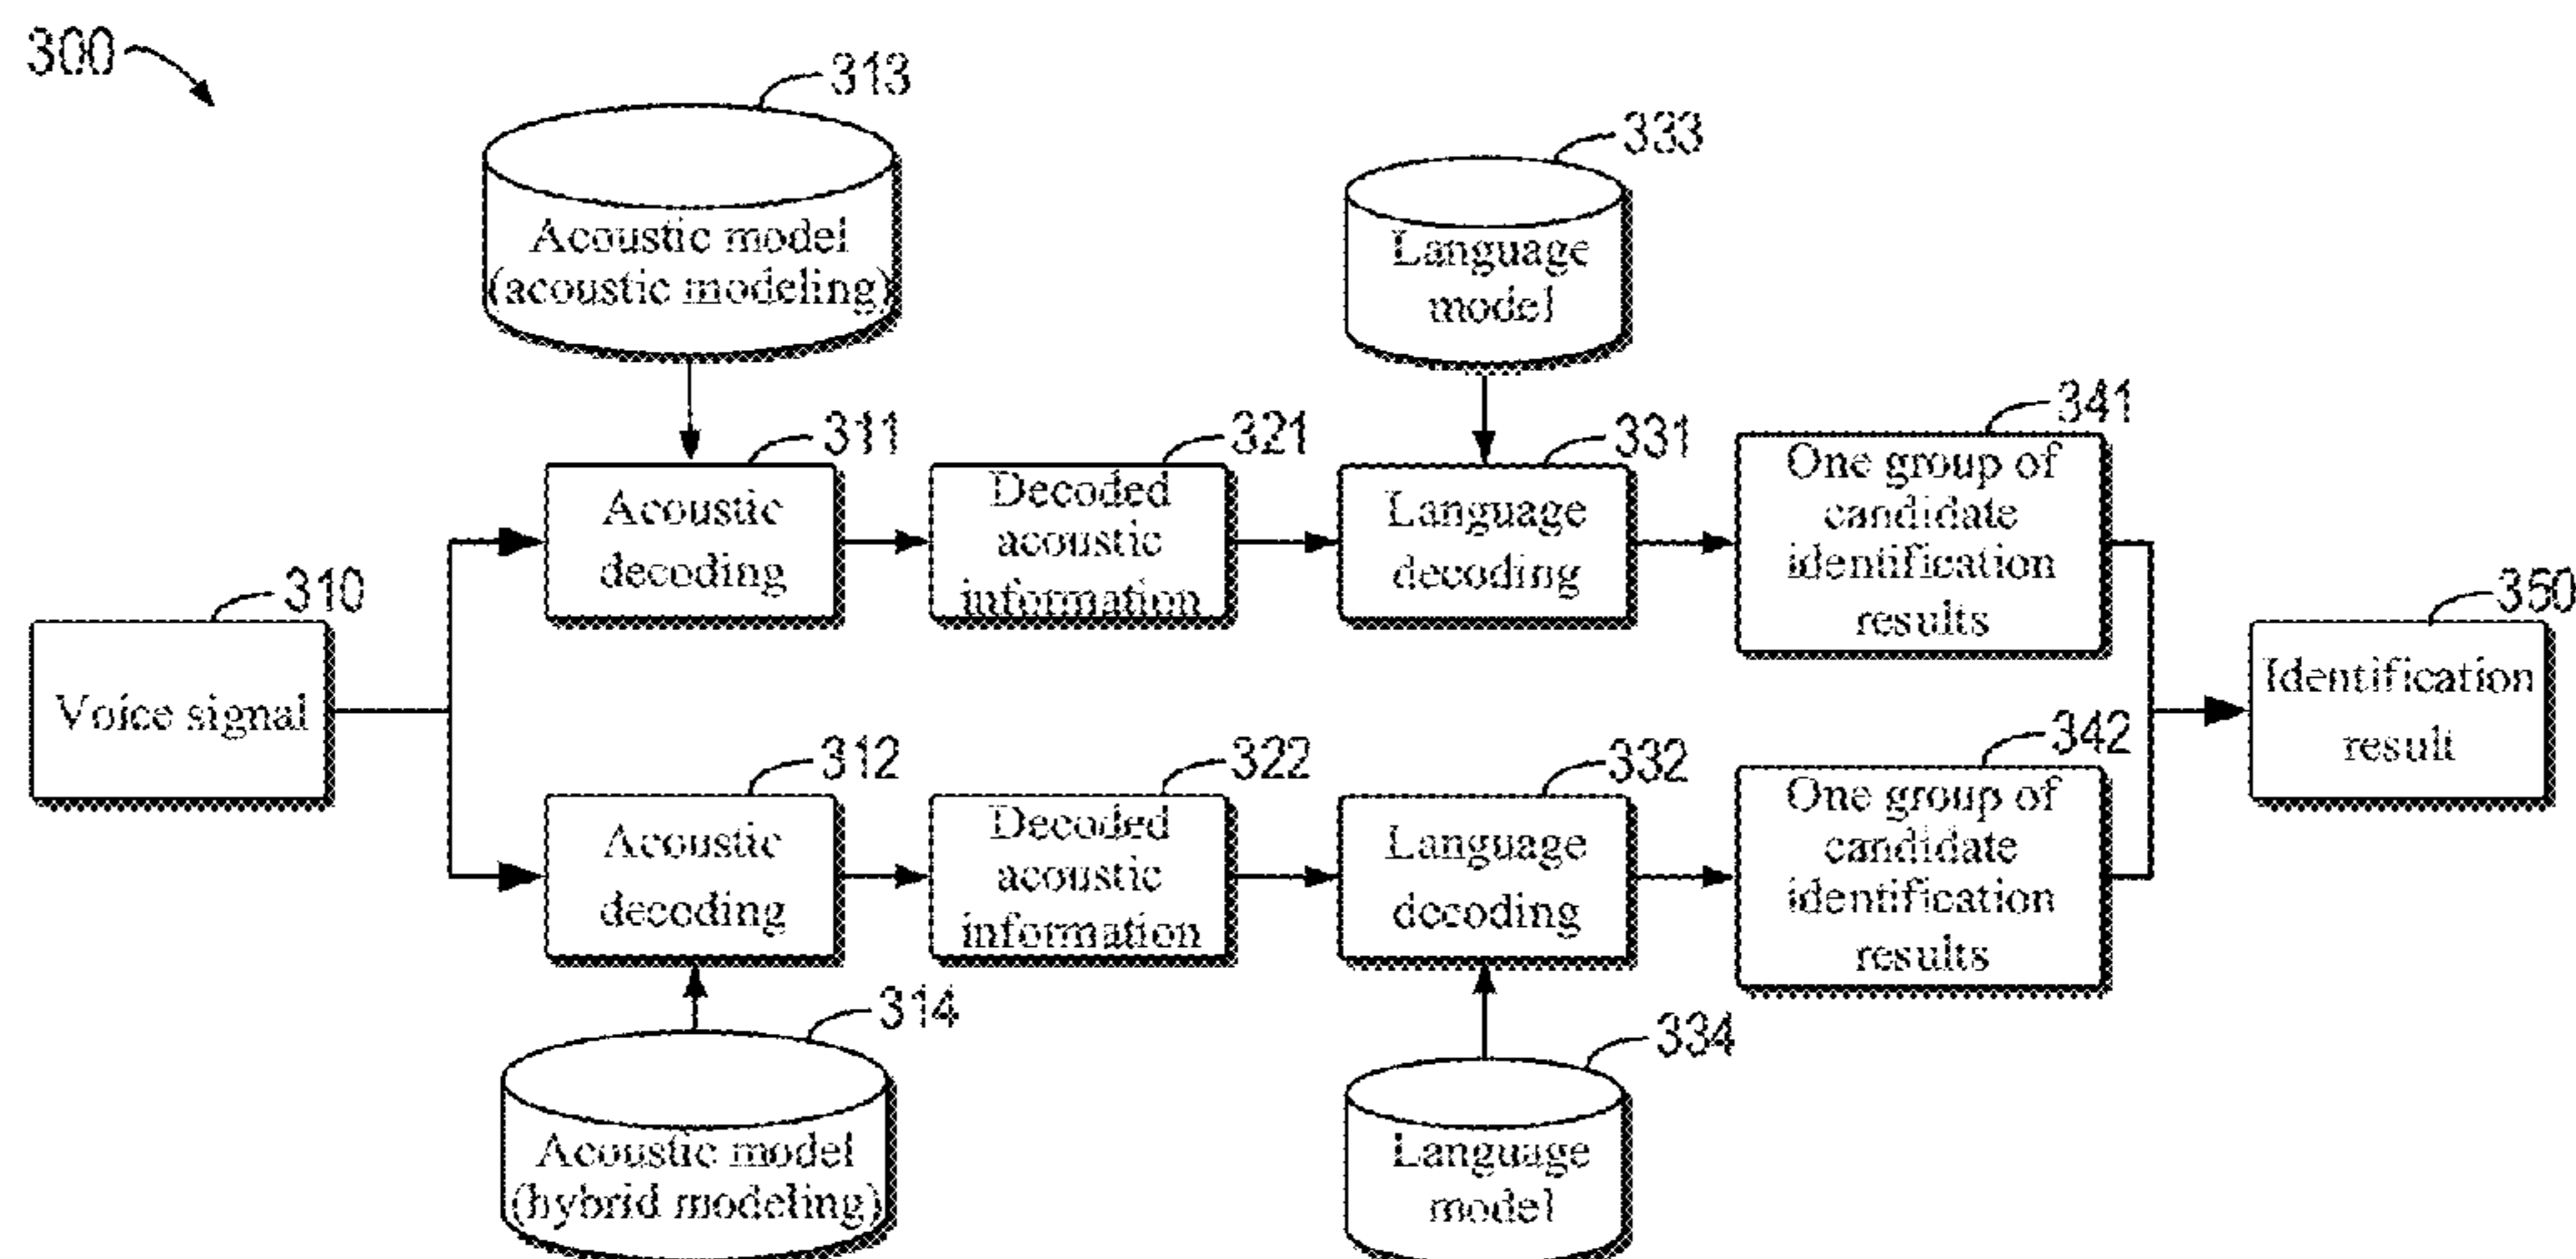 300
313
Acoustic model
(acoustic modeling)
333
Language
model
311
Acoustic
decoding
321
Decoded
acoustic
information
331
Language
decoding
341
One group of
candidate
identification
results
310
Voice signal
350
Identification
result
312
Acoustic
decoding
322
Decoded
acoustic
information
332
Language
decoding
342
One group of
candidate
identification
results
314
Acoustic model
(hybrid modeling)
334
Language
model